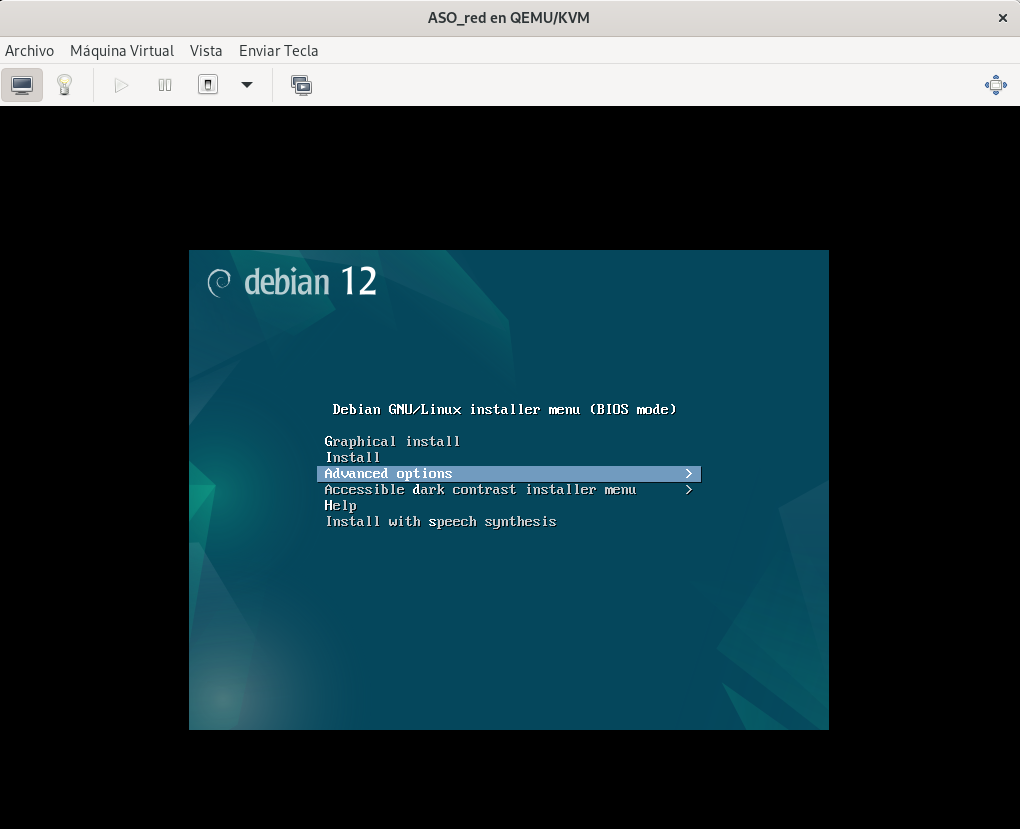 ASO_red en QEMU/KVM
Archivo Máquina Virtual Vista Enviar Tecla
debian 12
Debian GNU/Linux installer menu (BIOS mode)
Graphical install
Install
Advanced options >
Accessible dark contrast installer menu >
Help
Install with speech synthesis